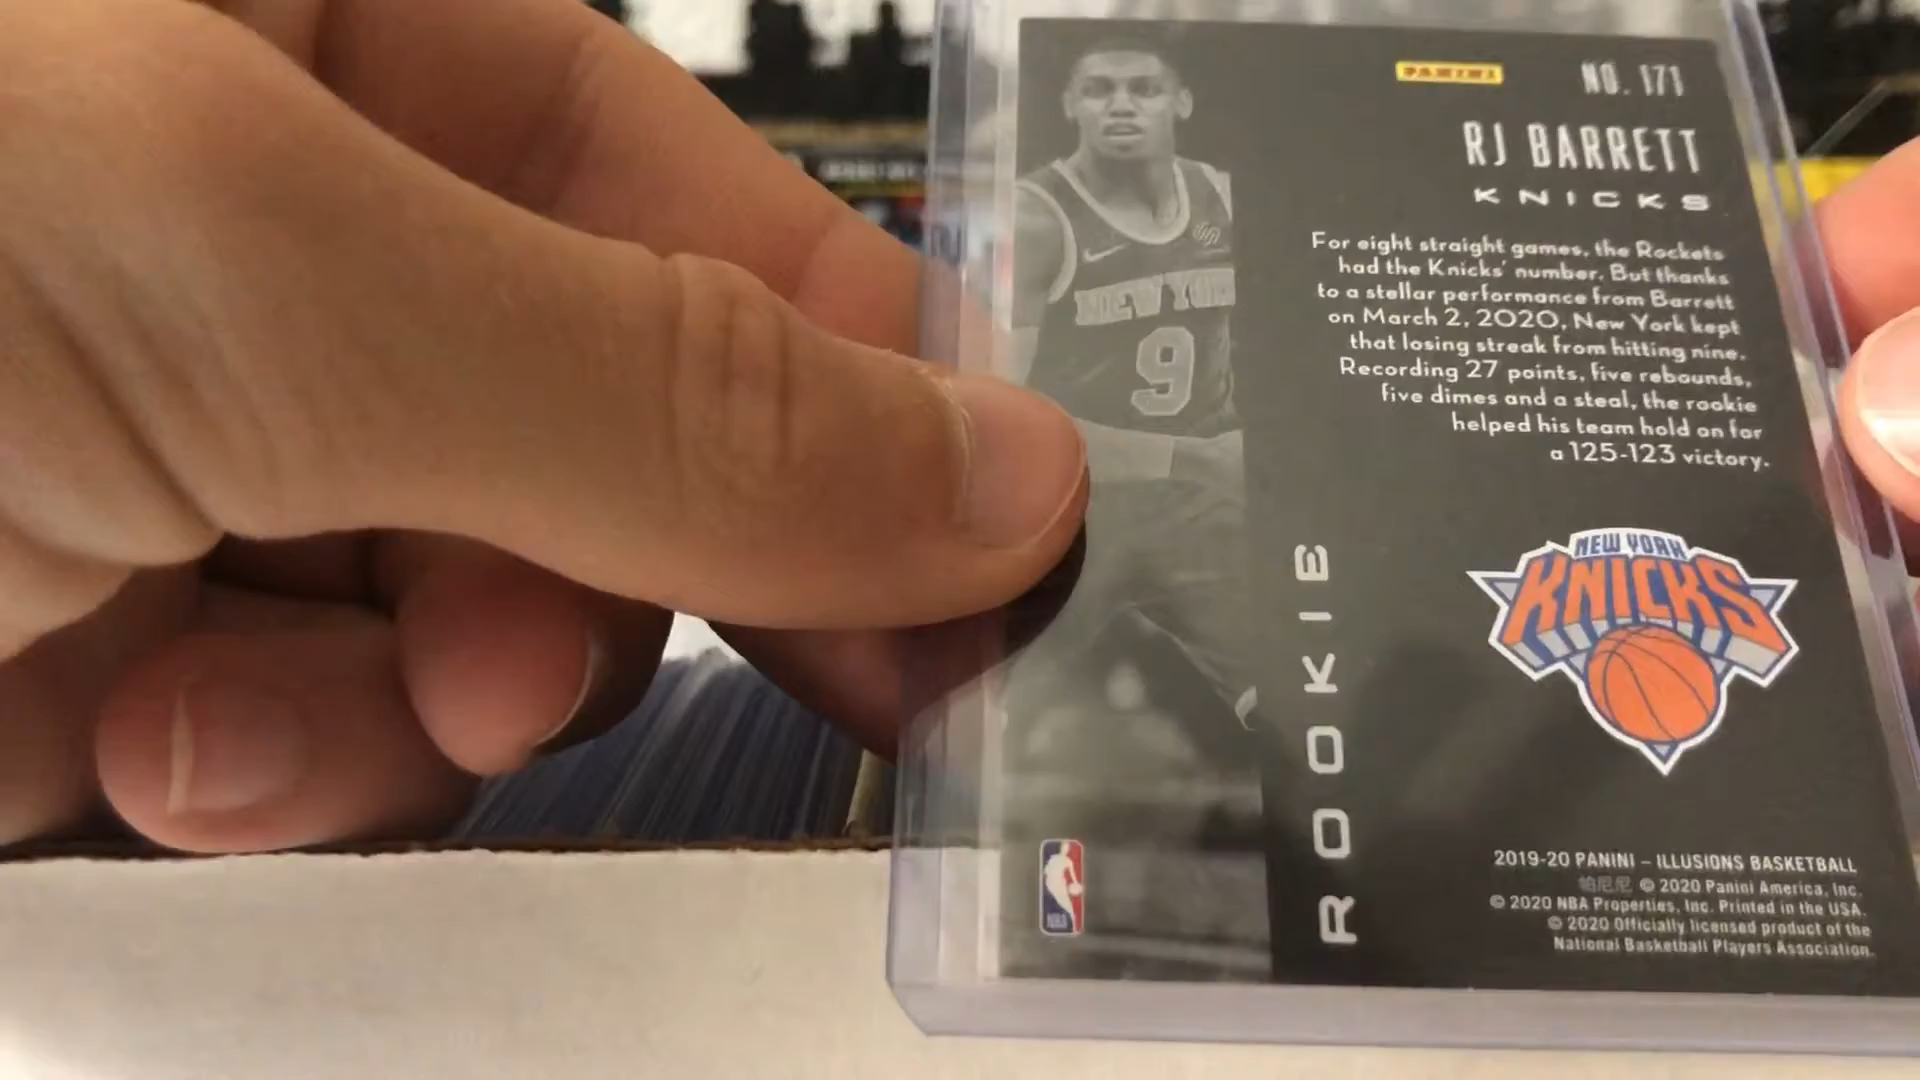 PANINI
NO. 171
RJ BARRETT
KNICKS
For eight straight games, the Rockets
had the Knicks' number. But thanks
to a stellar performance from Barrett
on March 2, 2020, New York kept
that losing streak from hitting nine.
Recording 27 points, five rebounds,
five dimes and a steal, the rookie
helped his team hold on for
a 125-123 victory.
NEW YORK
9
ROOKIE
NEW YORK
KNICKS
NBA
2019-20 PANINI – ILLUSIONS BASKETBALL
帕尼尼 © 2020 Panini America, Inc.
© 2020 NBA Properties, Inc. Printed in the USA.
© 2020 Officially licensed product of the
National Basketball Players Association.